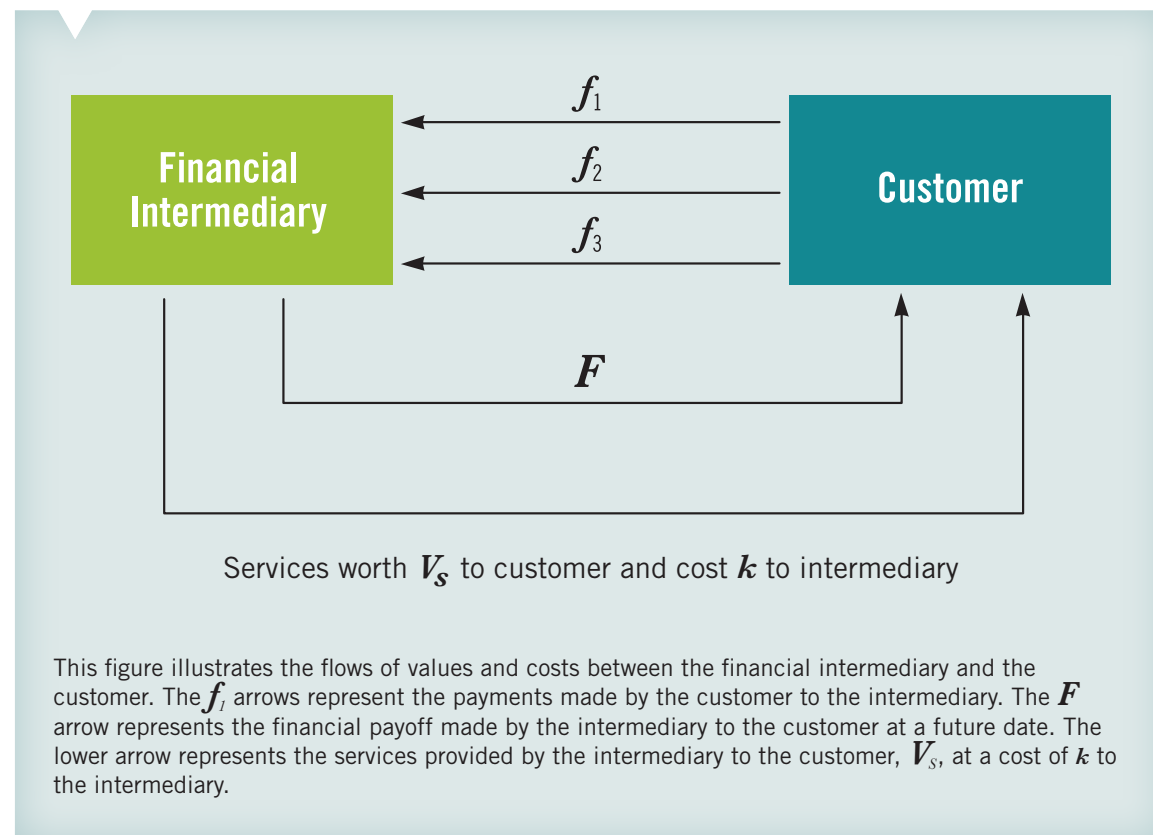 f1
Financial
Intermediary
f2
Customer
f3
F
Services worth Vs to customer and cost k to intermediary
This figure illustrates the flows of values and costs between the financial intermediary and the
customer. The f1 arrows represent the payments made by the customer to the intermediary. The F
arrow represents the financial payoff made by the intermediary to the customer at a future date. The
lower arrow represents the services provided by the intermediary to the customer, Vs, at a cost of k to
the intermediary.